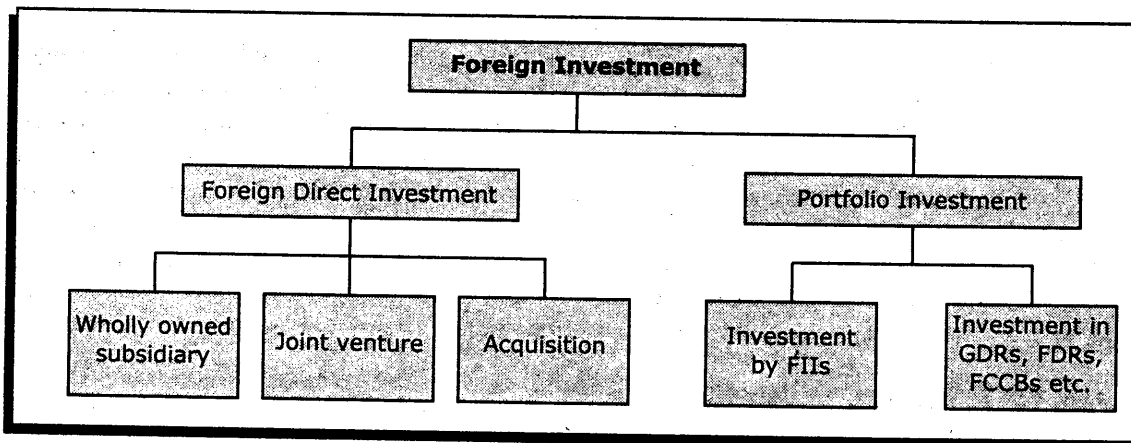 Foreign Investment
Foreign Direct Investment
Portfolio Investment
Wholly owned
subsidiary
Joint venture
Acquisition
Investment
by FIIs
Investment in
GDRs, FDRs,
FCCBs etc.